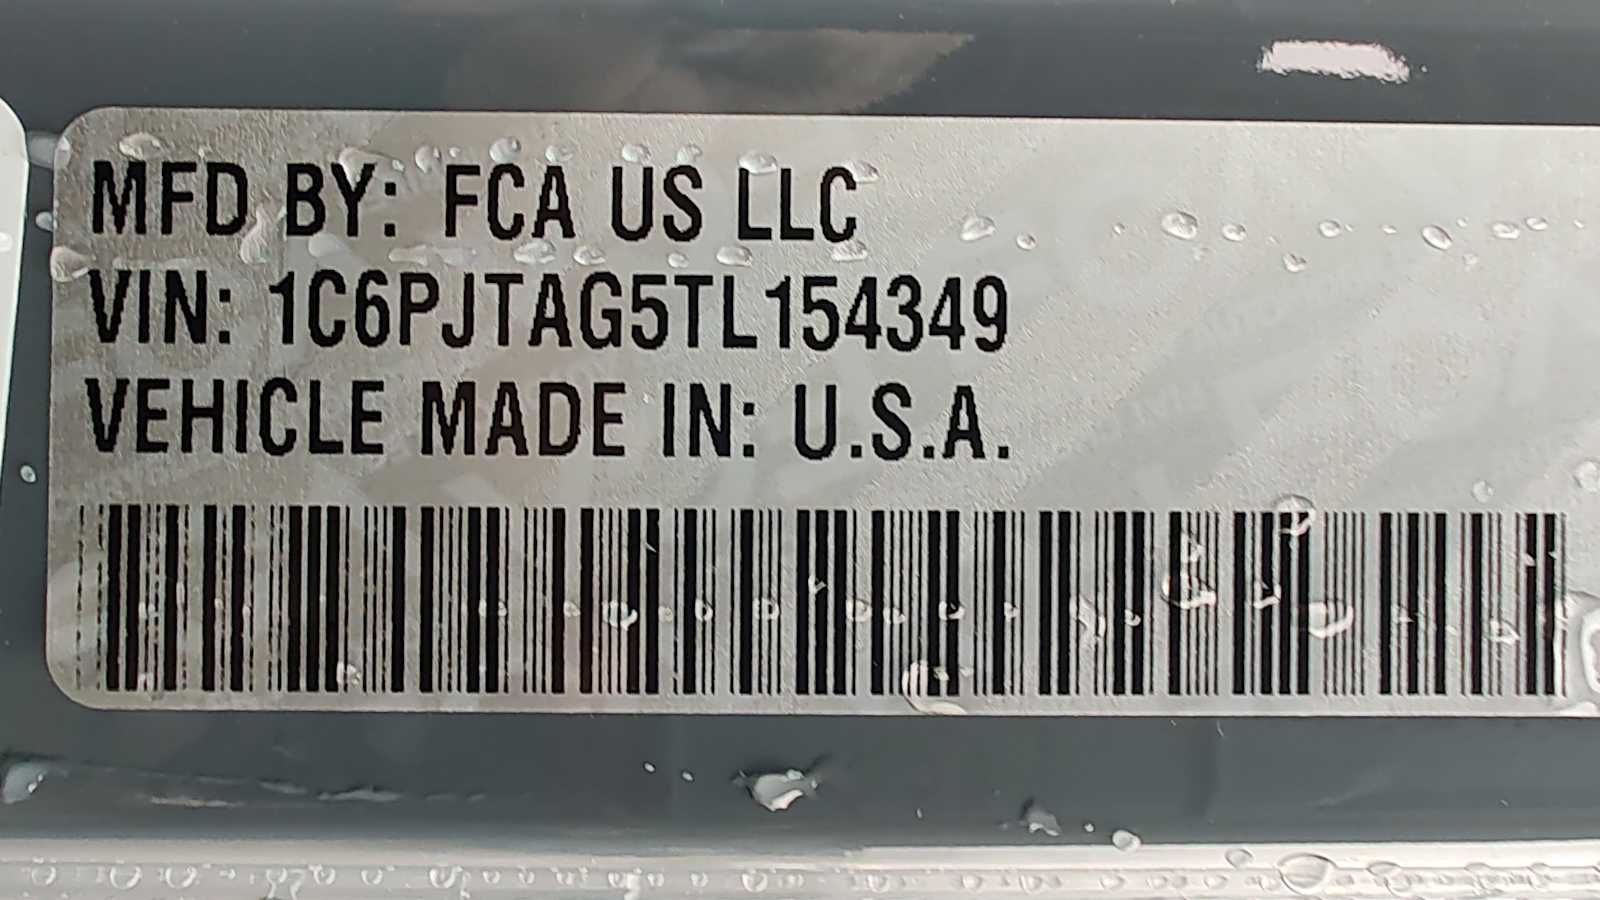 MFD BY: FCA US LLC
VIN: 1C6PJTAG5TL154349
VEHICLE MADE IN: U.S.A.